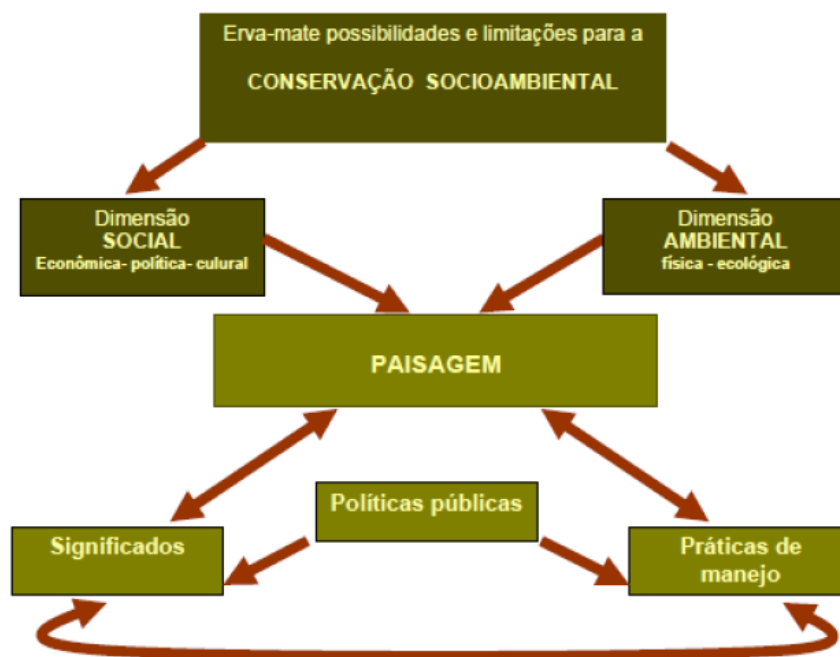 Erva-mate possibilidades e limitações para a
CONSERVAÇÃO SOCIOAMBIENTAL
Dimensão
SOCIAL
Econômica- política- culural
Dimensão
AMBIENTAL
física - ecológica
PAISAGEM
Políticas públicas
Significados
Práticas de
manejo